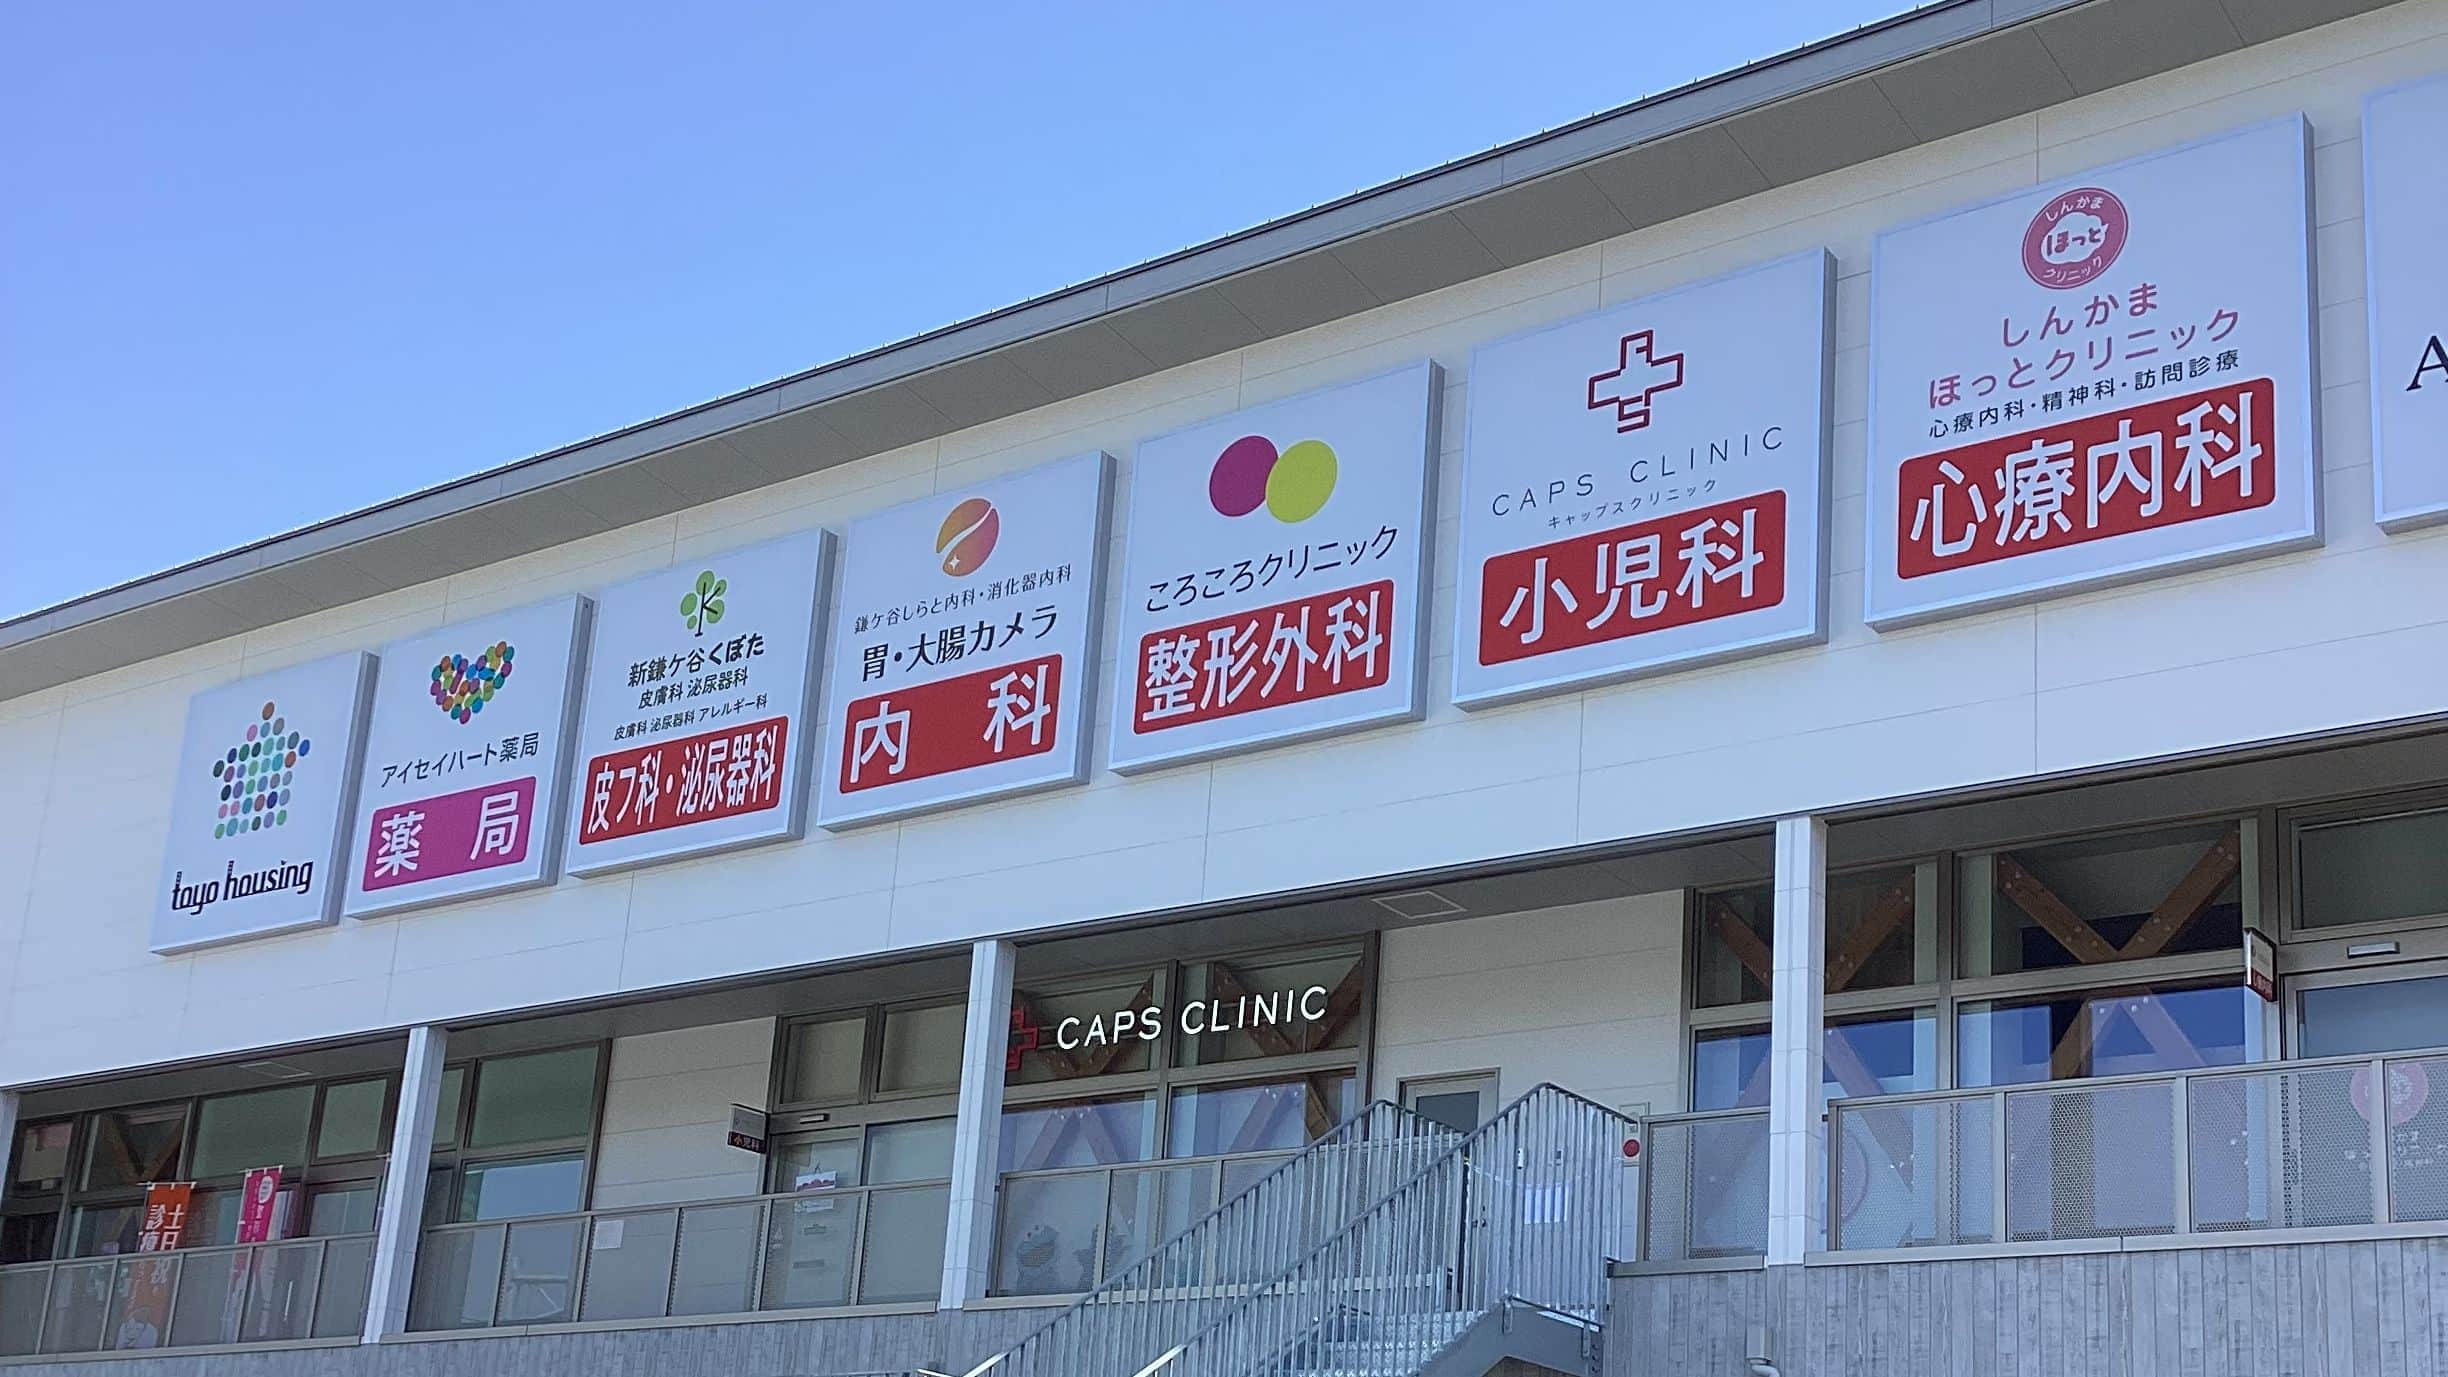 toyo housing
アイセイハート薬局
薬 局
K
新鎌ケ谷くぼた
皮膚科 泌尿器科
皮膚科 泌尿器科 アレルギー科
皮フ科・泌尿器科
鎌ケ谷しらと内科・消化器内科
胃・大腸カメラ
内 科
ころころクリニック
整形外科
CAPS CLINIC
キャップスクリニック
小児科
しんかま
ほっと
クリニック
しんかま
ほっとクリニック
心療内科・精神科・訪問診療
心療内科
A
CAPS CLINIC
小児科
土日祝
診療